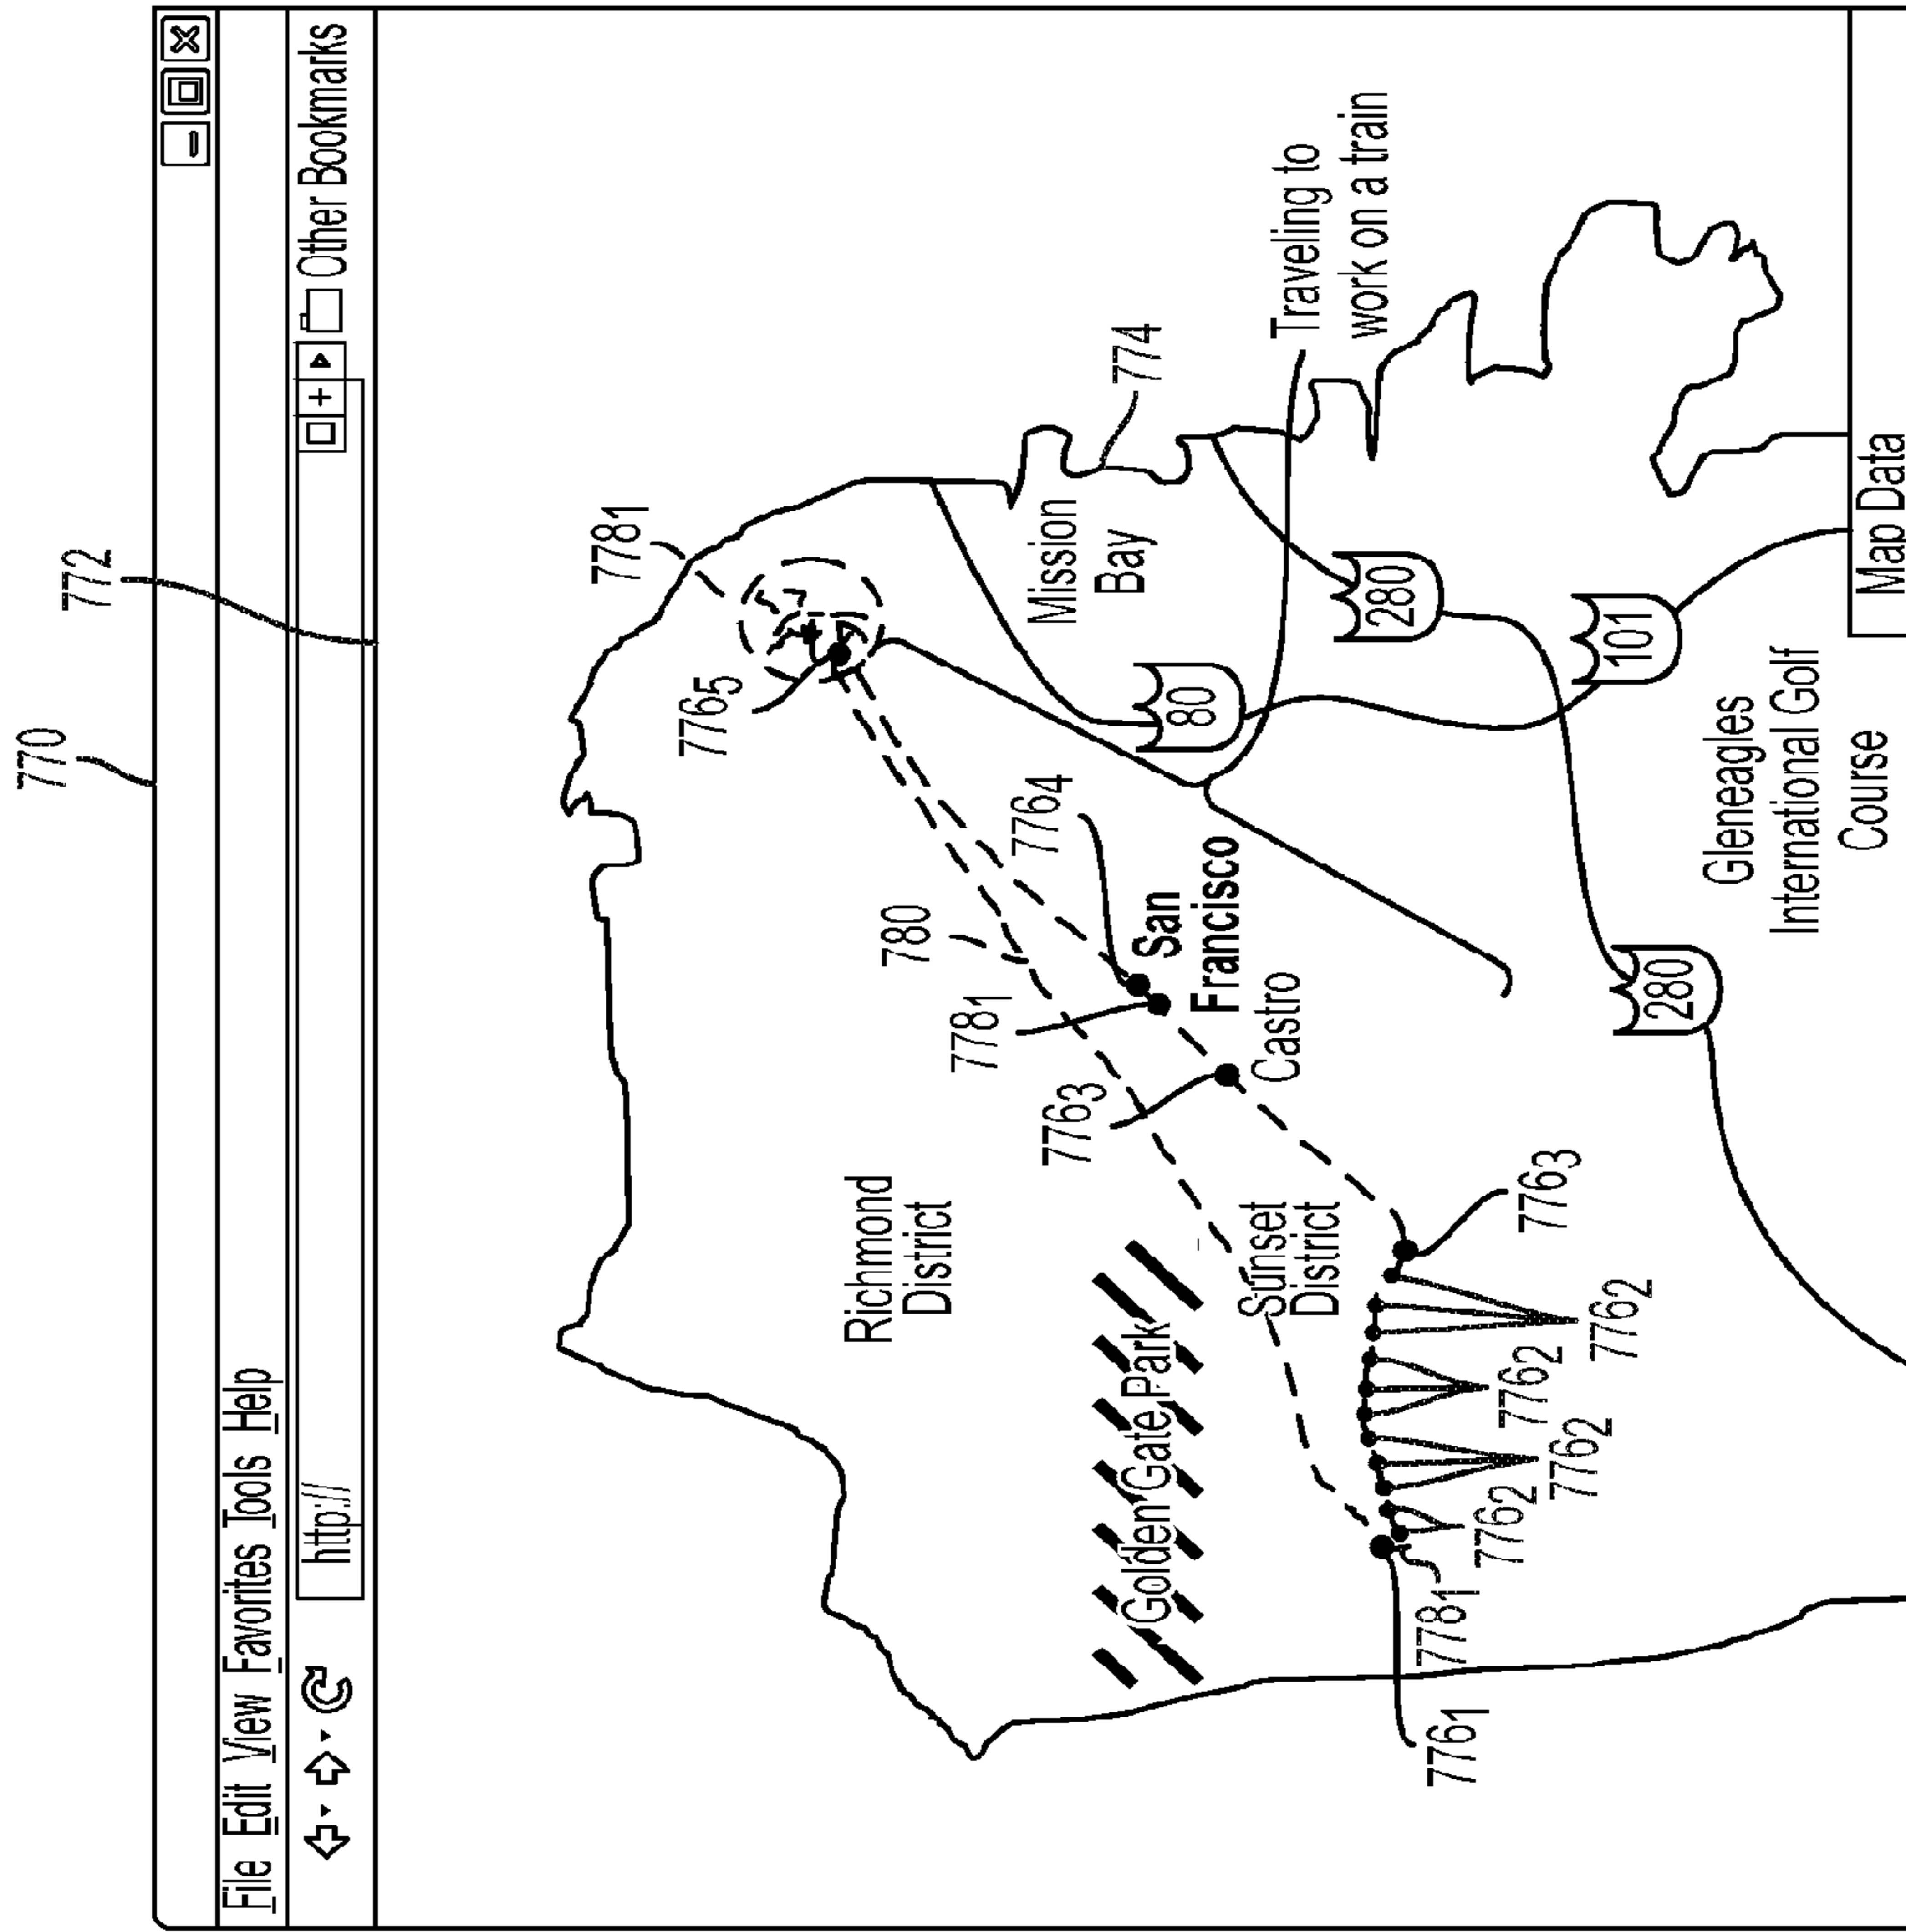 770
772
File Edit View Favorites Tools Help
http://
Other Bookmarks
778₁
776₅
Richmond
District
780
778₁
776₄
776₃
Mission
Bay
774
Golden Gate Park
San
Francisco
80
Castro
Sunset
District
Traveling to
work on a train
280
776₁
778₁
776₂
776₂
776₂
776₂
776₃
280
101
Gleneagles
International Golf
Course
Map Data